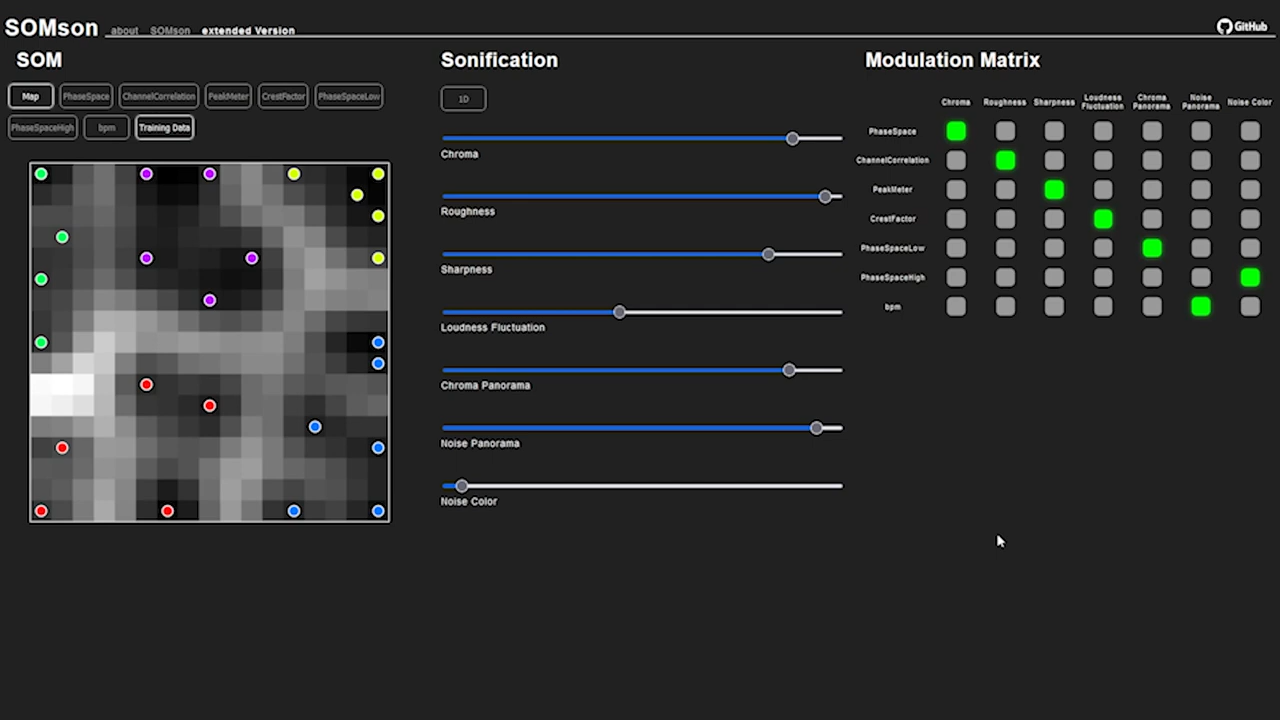 SOMson about SOMson extended Version GitHub
SOM
Map PhaseSpace ChannelCorrelation PeakMeter CrestFactor PhaseSpaceLow
PhaseSpaceHigh bpm Training Data
Sonification
1D
Chroma
Roughness
Sharpness
Loudness Fluctuation
Chroma Panorama
Noise Panorama
Noise Color
Modulation Matrix
Chroma Roughness Sharpness Loudness Fluctuation Chroma Panorama Noise Panorama Noise Color
PhaseSpace
ChannelCorrelation
PeakMeter
CrestFactor
PhaseSpaceLow
PhaseSpaceHigh
bpm